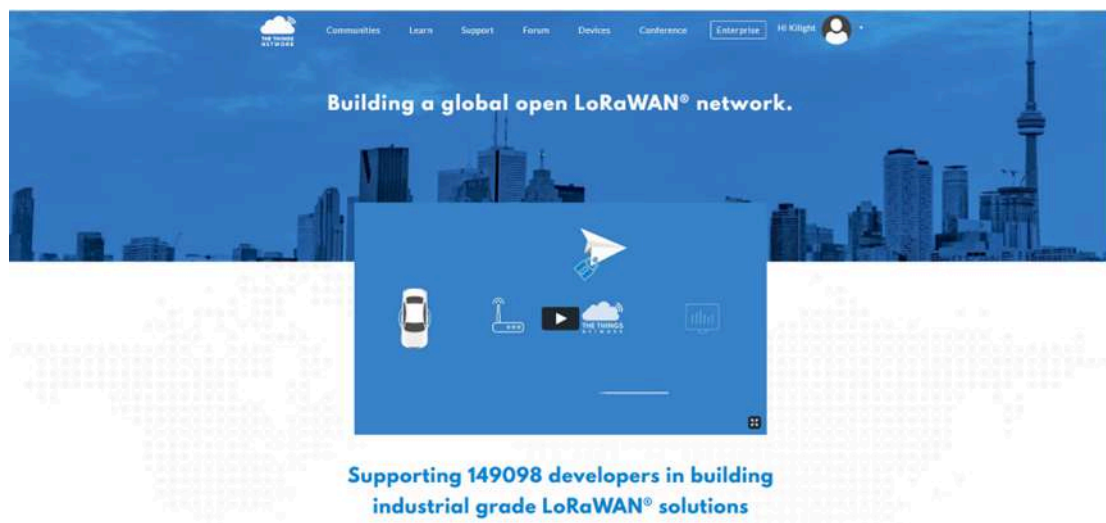 THE THINGS
NETWORK
Communities Learn Support Forum Devices Conference Enterprise Hi Kilight
Building a global open LoRaWAN® network.
THE THINGS
NETWORK
Supporting 149098 developers in building
industrial grade LoRaWAN® solutions